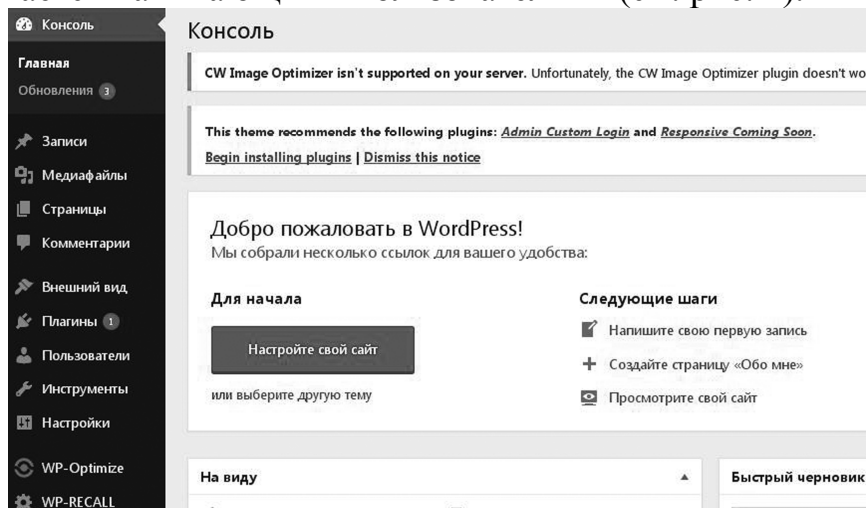 Консоль
Главная
Обновления 3
Записи
Медиафайлы
Страницы
Комментарии
Внешний вид
Плагины 1
Пользователи
Инструменты
Настройки
WP-Optimize
WP-RECALL
Консоль
CW Image Optimizer isn't supported on your server. Unfortunately, the CW Image Optimizer plugin doesn't wo
This theme recommends the following plugins: Admin Custom Login and Responsive Coming Soon.
Begin installing plugins | Dismiss this notice
Добро пожаловать в WordPress!
Мы собрали несколько ссылок для вашего удобства:
Для начала
Настройте свой сайт
или выберите другую тему
Следующие шаги
Напишите свою первую запись
Создайте страницу «Обо мне»
Просмотрите свой сайт
На виду
Быстрый черновик